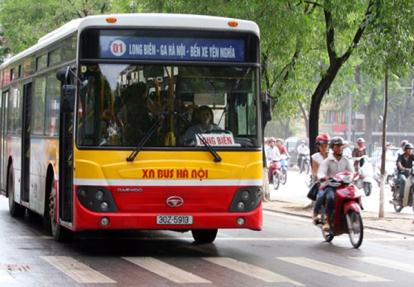 01 LONG BIÊN - GA HÀ NỘI - BẾN XE YÊN NGHĨA
LONG BIÊN
XN BUS HÀ NỘI
DAEWOO
30Z-5913